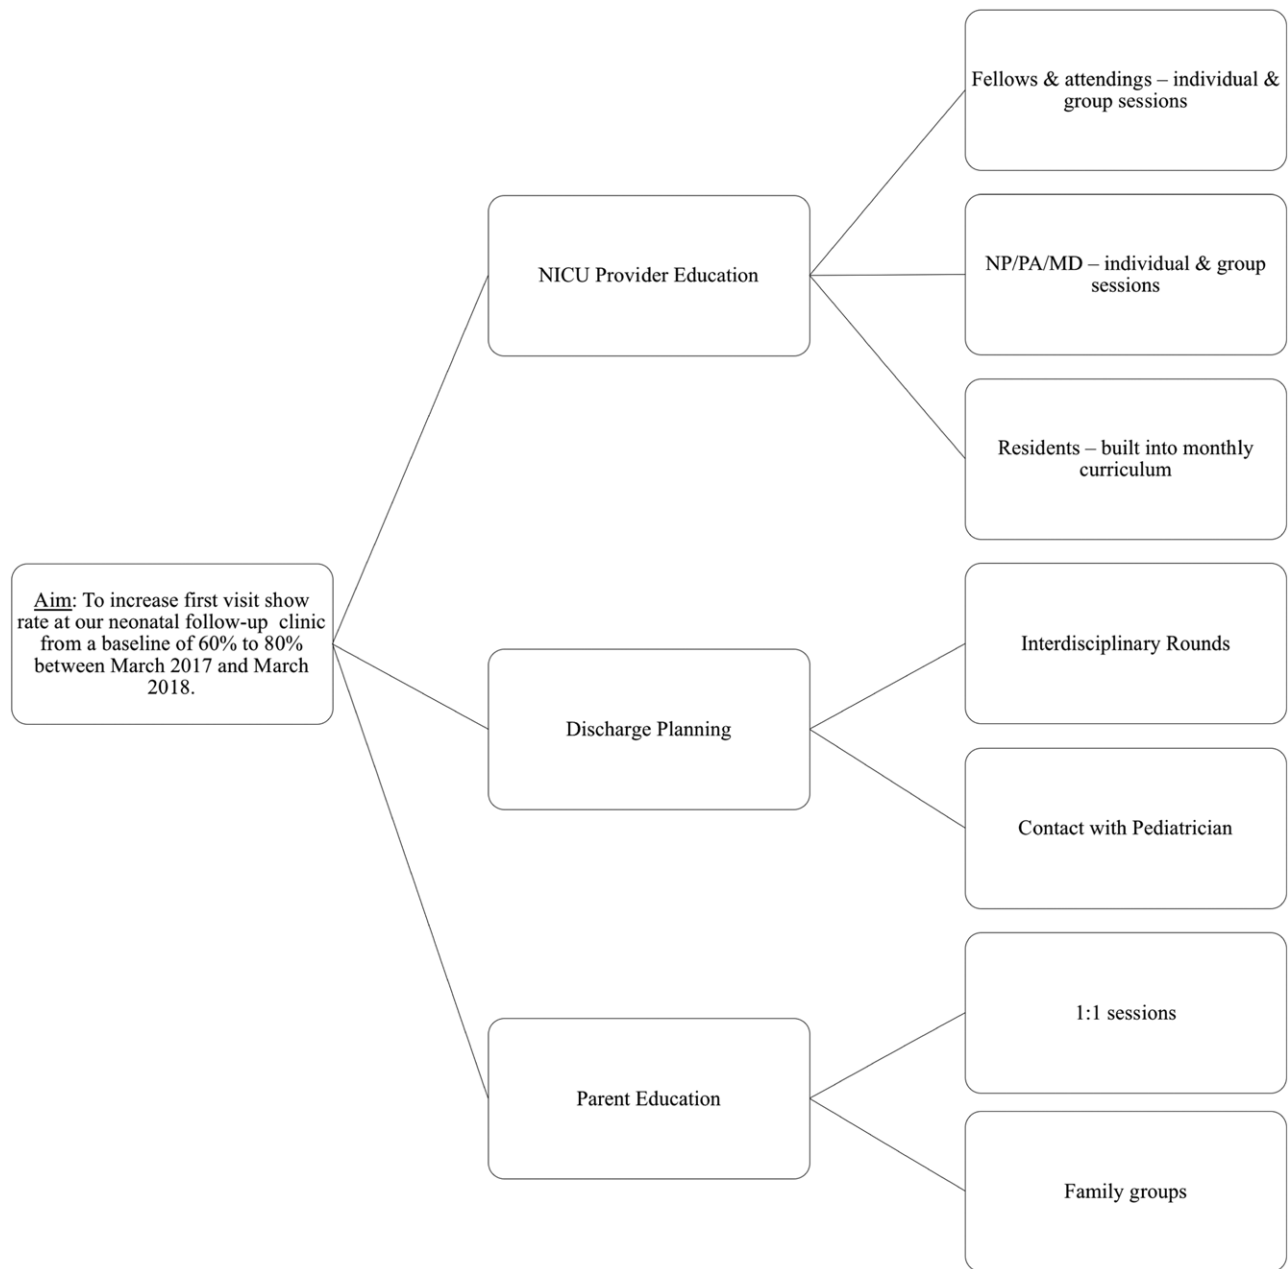 Fellows & attendings – individual &
group sessions
NICU Provider Education
NP/PA/MD – individual & group
sessions
Residents – built into monthly
curriculum
Aim: To increase first visit show
rate at our neonatal follow-up clinic
from a baseline of 60% to 80%
between March 2017 and March
2018.
Interdisciplinary Rounds
Discharge Planning
Contact with Pediatrician
1:1 sessions
Parent Education
Family groups